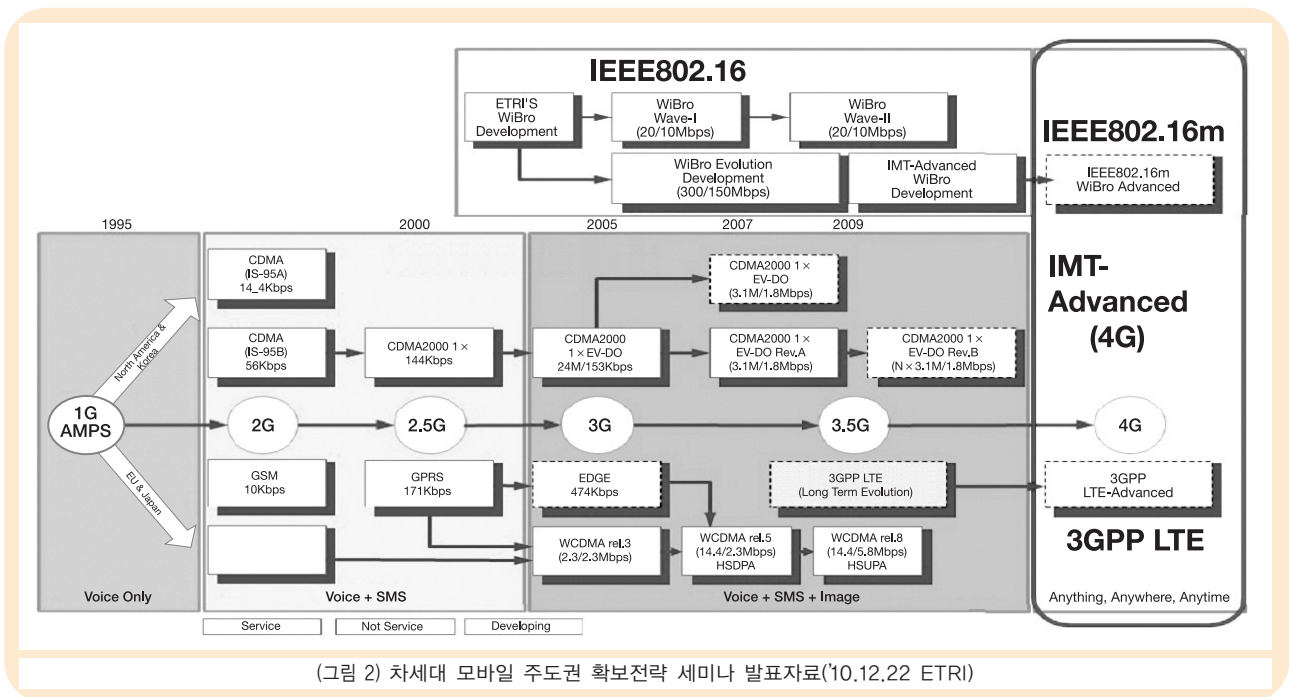 IEEE802.16
ETRI'S
WiBro
Development
WiBro
Wave-I
(20/10Mbps)
WiBro
Wave-II
(20/10Mbps)
WiBro Evolution
Development
(300/150Mbps)
IMT-Advanced
WiBro
Development
IEEE802.16m
IEEE802.16m
WiBro Advanced
1995
2000
2005
2007
2009
CDMA
(IS-95A)
14_4Kbps
CDMA2000 1×
EV-DO
(3.1M/1.8Mbps)
IMT-
Advanced
(4G)
North America &
Korea
CDMA
(IS-95B)
56Kbps
CDMA2000 1×
144Kbps
CDMA2000
1×EV-DO
24M/153Kbps
CDMA2000 1×
EV-DO Rev.A
(3.1M/1.8Mbps)
CDMA2000 1×
EV-DO Rev.B
(N×3.1M/1.8Mbps)
1G
AMPS
2G
2.5G
3G
3.5G
4G
EU & Japan
GSM
10Kbps
GPRS
171Kbps
EDGE
474Kbps
3GPP LTE
(Long Term Evolution)
3GPP
LTE-Advanced
WCDMA rel.3
(2.3/2.3Mbps)
WCDMA rel.5
(14.4/2.3Mbps)
HSDPA
WCDMA rel.8
(14.4/5.8Mbps)
HSUPA
3GPP LTE
Voice Only
Voice + SMS
Voice + SMS + Image
Anything, Anywhere, Anytime
Service
Not Service
Developing
(그림 2) 차세대 모바일 주도권 확보전략 세미나 발표자료('10.12.22 ETRI)